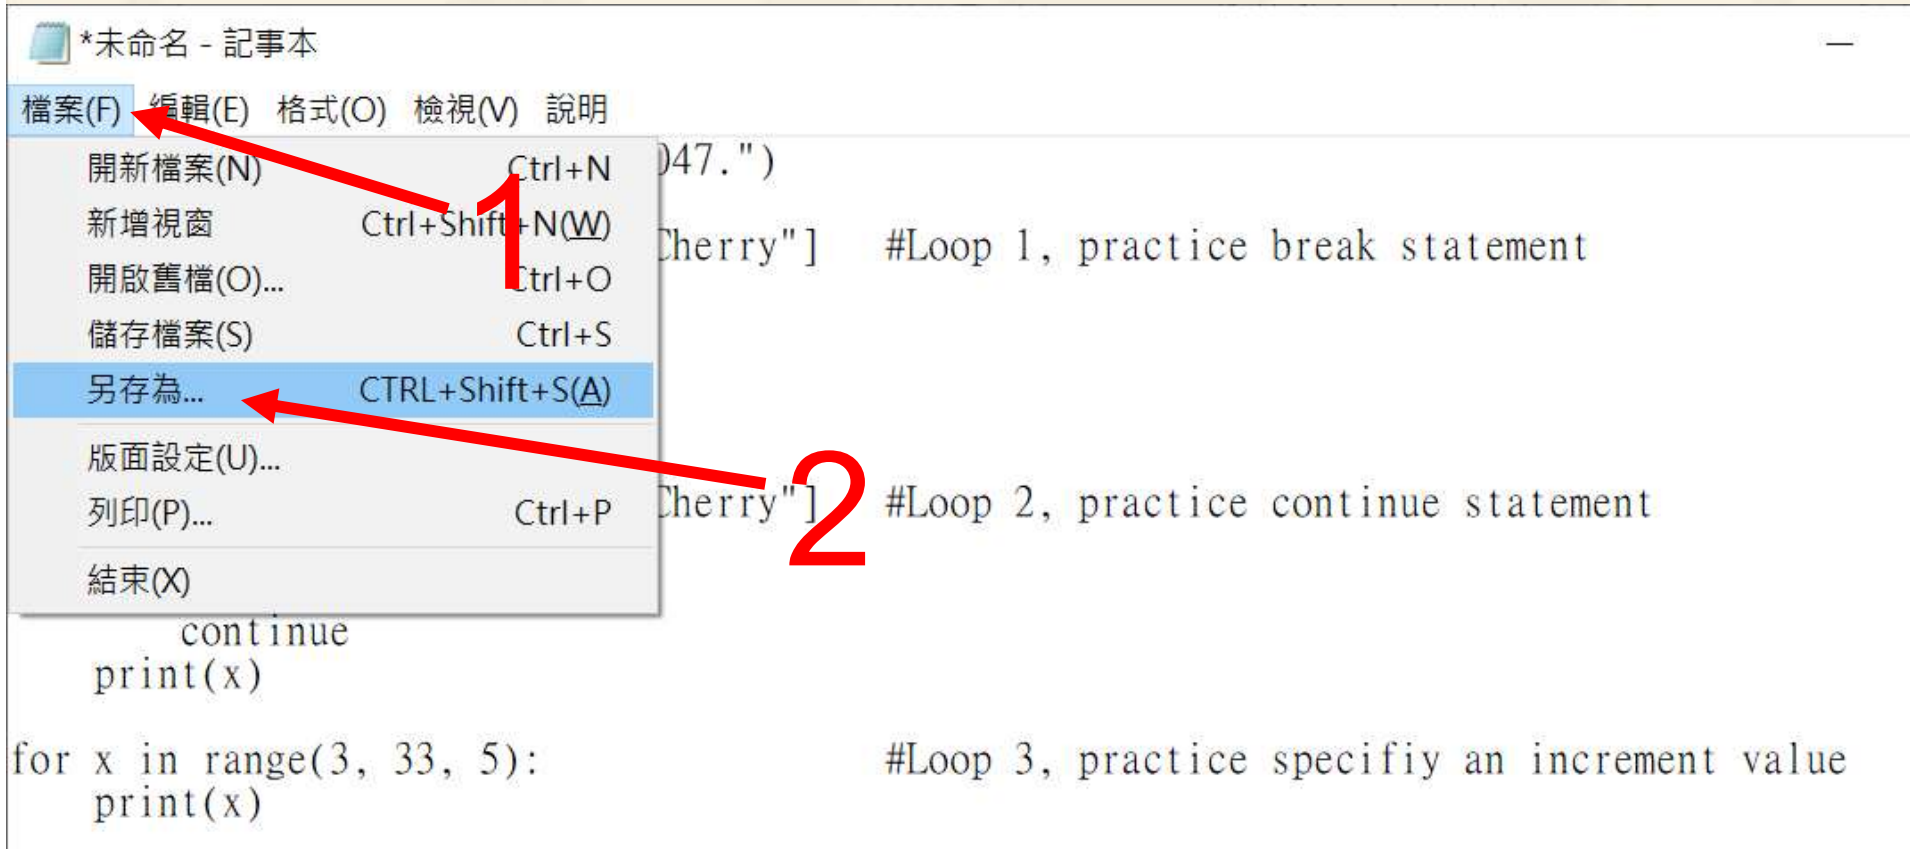 *未命名 - 記事本
檔案(F) 編輯(E) 格式(O) 檢視(V) 說明
開新檔案(N) Ctrl+N
新增視窗 Ctrl+Shift+N(W)
開啟舊檔(O)... Ctrl+O
儲存檔案(S) Ctrl+S
另存為... CTRL+Shift+S(A)
版面設定(U)...
列印(P)... Ctrl+P
結束(X)
1
2
047.")
Cherry"] #Loop 1, practice break statement
Cherry"] #Loop 2, practice continue statement
continue
print(x)
for x in range(3, 33, 5): #Loop 3, practice specifiy an increment value
print(x)